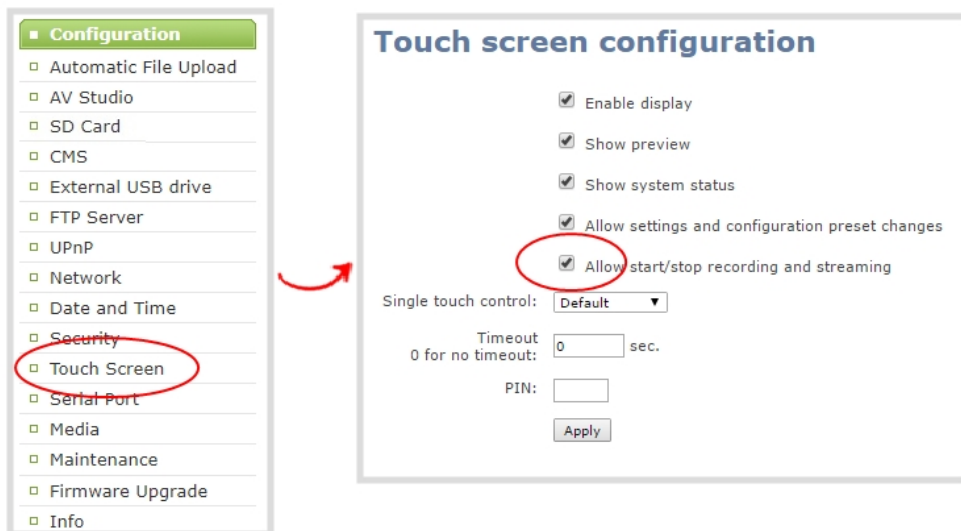 Configuration
Automatic File Upload
AV Studio
SD Card
CMS
External USB drive
FTP Server
UPnP
Network
Date and Time
Security
Touch Screen
Serial Port
Media
Maintenance
Firmware Upgrade
Info
Touch screen configuration
Enable display
Show preview
Show system status
Allow settings and configuration preset changes
Allow start/stop recording and streaming
Single touch control: Default
Timeout
0 for no timeout: 0 sec.
PIN:
Apply